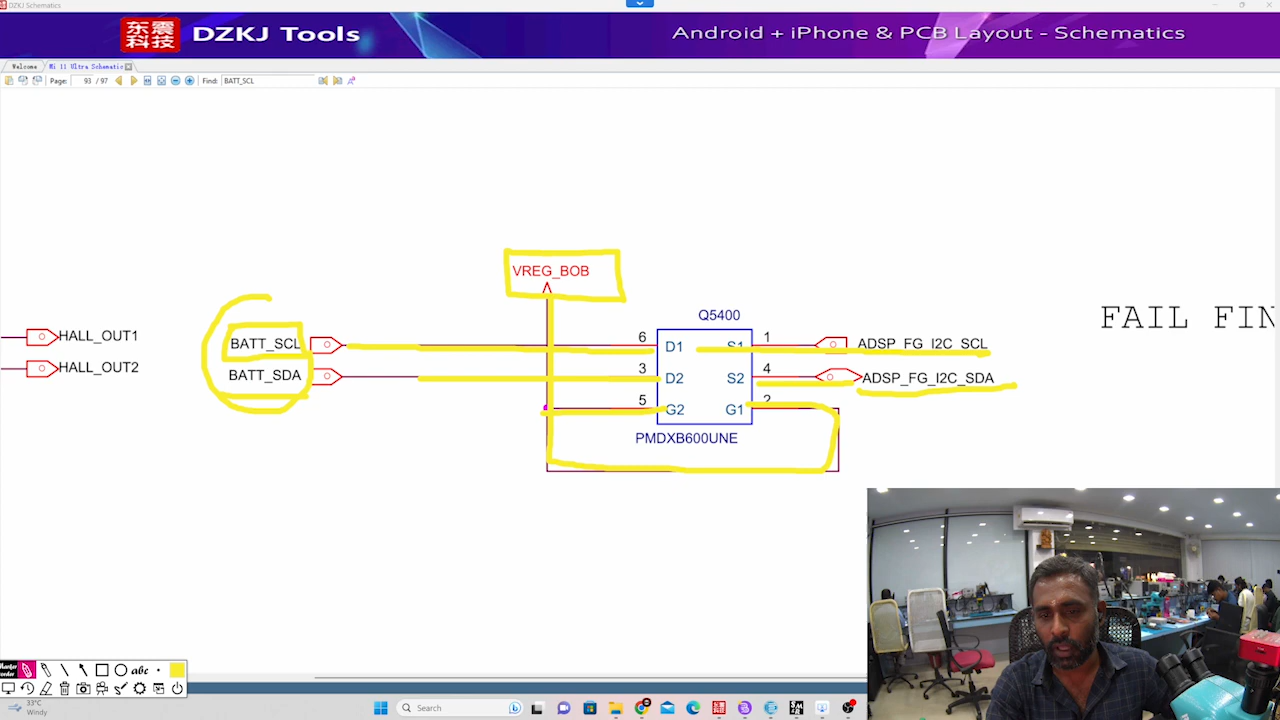 DZKJ Schematics
东震
科技
DZKJ Tools
Android + iPhone & PCB Layout - Schematics
Welcome
Mi 11 Ultra Schematic
Page: 93 / 97
Find: BATT_SCL
VREG_BOB
Q5400
FAIL FIN
HALL_OUT1
HALL_OUT2
BATT_SCL
BATT_SDA
6 D1 S1 1
3 D2 S2 4
5 G2 G1 2
ADSP_FG_I2C_SCL
ADSP_FG_I2C_SDA
PMDXB600UNE
abc
33°C
Windy
Search